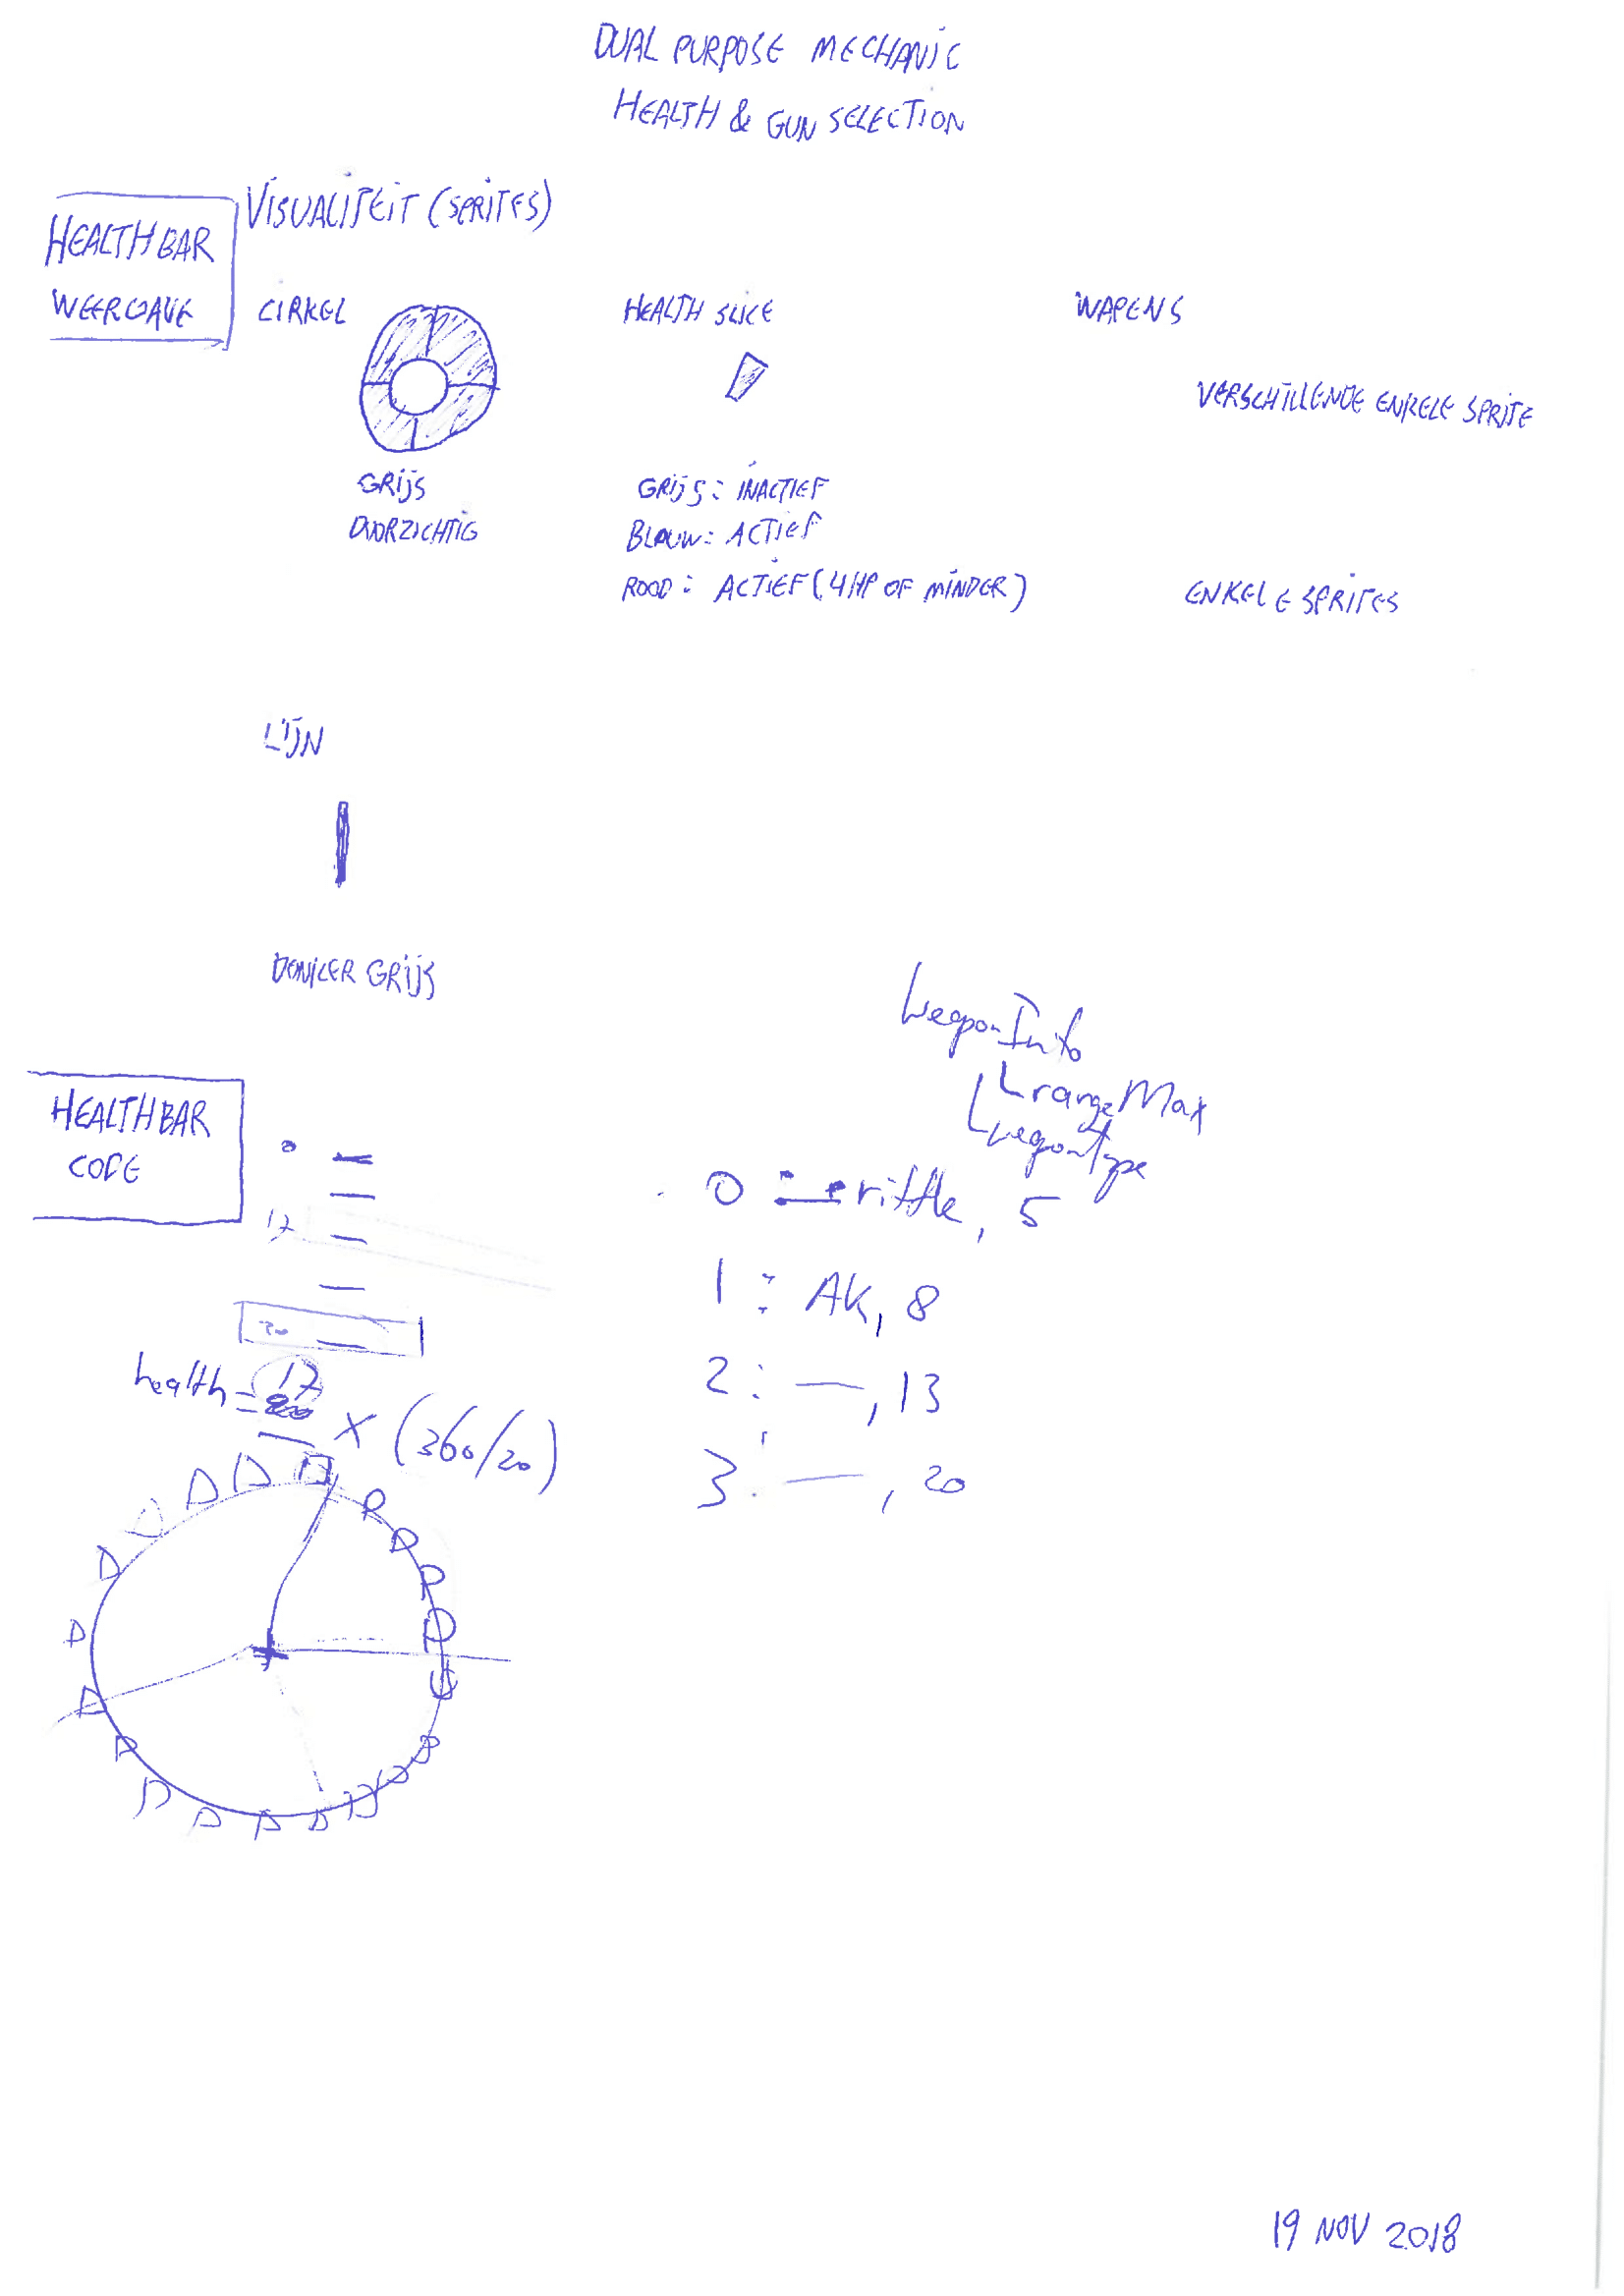 DUAL PURPOSE MECHANIC
HEALTH & GUN SELECTION
HEALTHBAR
WEERGAVE
VISUALITEIT (SPRITES)
CIRKEL
GRIJS
DOORZICHTIG
HEALTH SLICE
GRIJS: INACTIEF
BLAUW: ACTIEF
ROOD: ACTIEF (4 HP OF MINDER)
WAPENS
VERSCHILLENDE ENKELE SPRITE
ENKELE SPRITES
LIJN
DONKER GRIJS
HEALTHBAR
CODE
0
17
20
health = 17
20
X (360/20)
WeaponInfo
rangeMax
weaponType
0: riffle, 5
1: AK, 8
2: —, 13
3: —, 20
19 NOV 2018